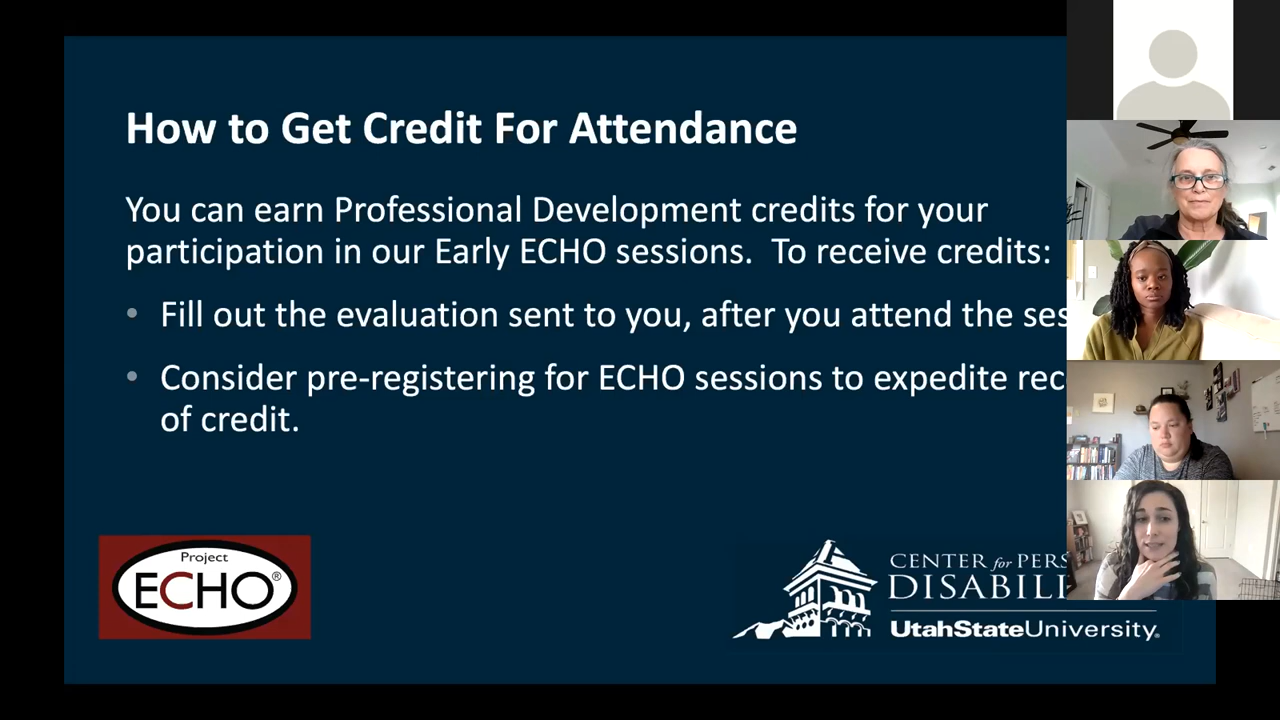 How to Get Credit For Attendance
You can earn Professional Development credits for your
participation in our Early ECHO sessions.  To receive credits:
• Fill out the evaluation sent to you, after you attend the ses
• Consider pre-registering for ECHO sessions to expedite rec
of credit.
Project
ECHO®
CENTER for PERS
DISABILI
UtahStateUniversity.